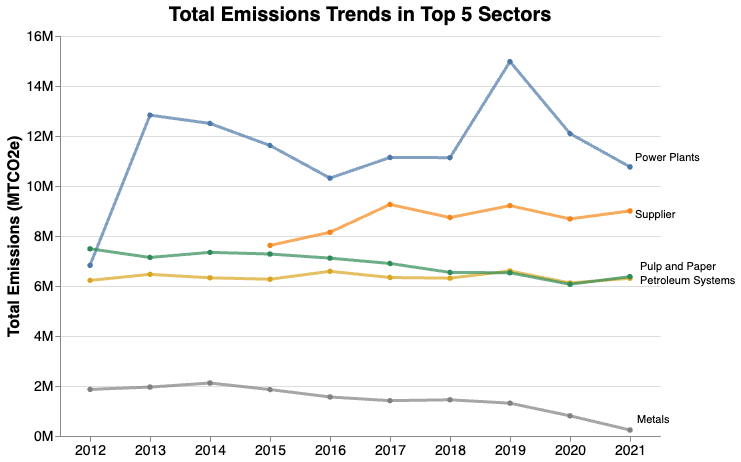 Total Emissions Trends in Top 5 Sectors
Total Emissions (MTCO2e)
16M
14M
12M
10M
8M
6M
4M
2M
0M
Power Plants
Supplier
Pulp and Paper
Petroleum Systems
Metals
2012 2013 2014 2015 2016 2017 2018 2019 2020 2021